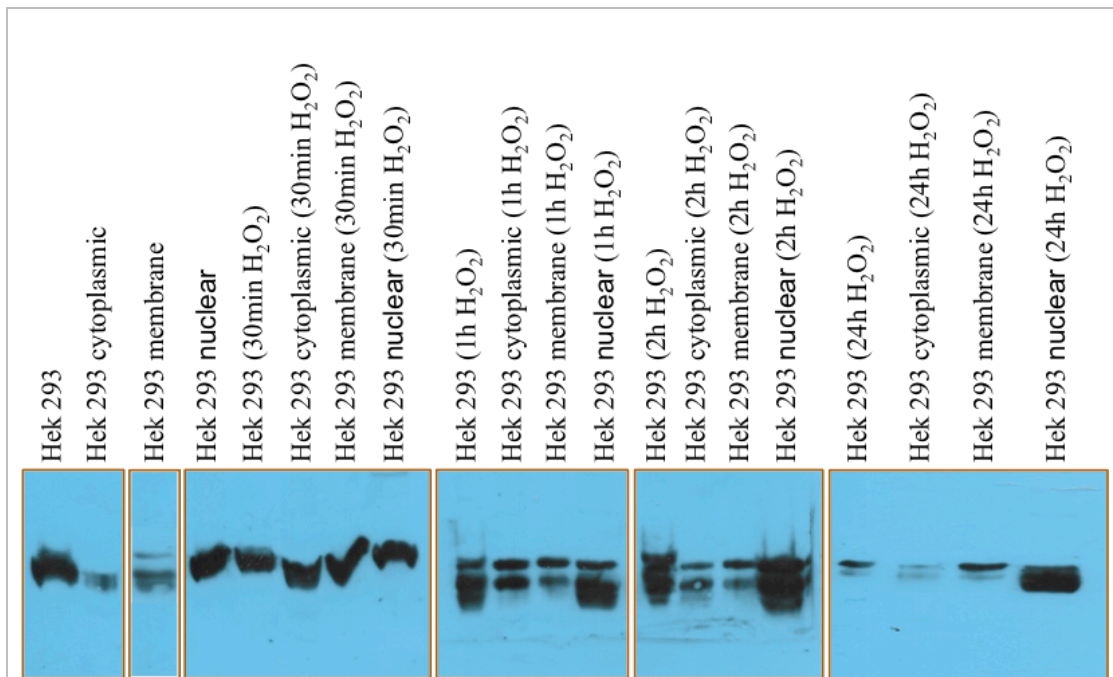 Hek 293
Hek 293 cytoplasmic
Hek 293 membrane
Hek 293 nuclear
Hek 293 (30min H₂O₂)
Hek 293 cytoplasmic (30min H₂O₂)
Hek 293 membrane (30min H₂O₂)
Hek 293 nuclear (30min H₂O₂)
Hek 293 (1h H₂O₂)
Hek 293 cytoplasmic (1h H₂O₂)
Hek 293 membrane (1h H₂O₂)
Hek 293 nuclear (1h H₂O₂)
Hek 293 (2h H₂O₂)
Hek 293 cytoplasmic (2h H₂O₂)
Hek 293 membrane (2h H₂O₂)
Hek 293 nuclear (2h H₂O₂)
Hek 293 (24h H₂O₂)
Hek 293 cytoplasmic (24h H₂O₂)
Hek 293 membrane (24h H₂O₂)
Hek 293 nuclear (24h H₂O₂)